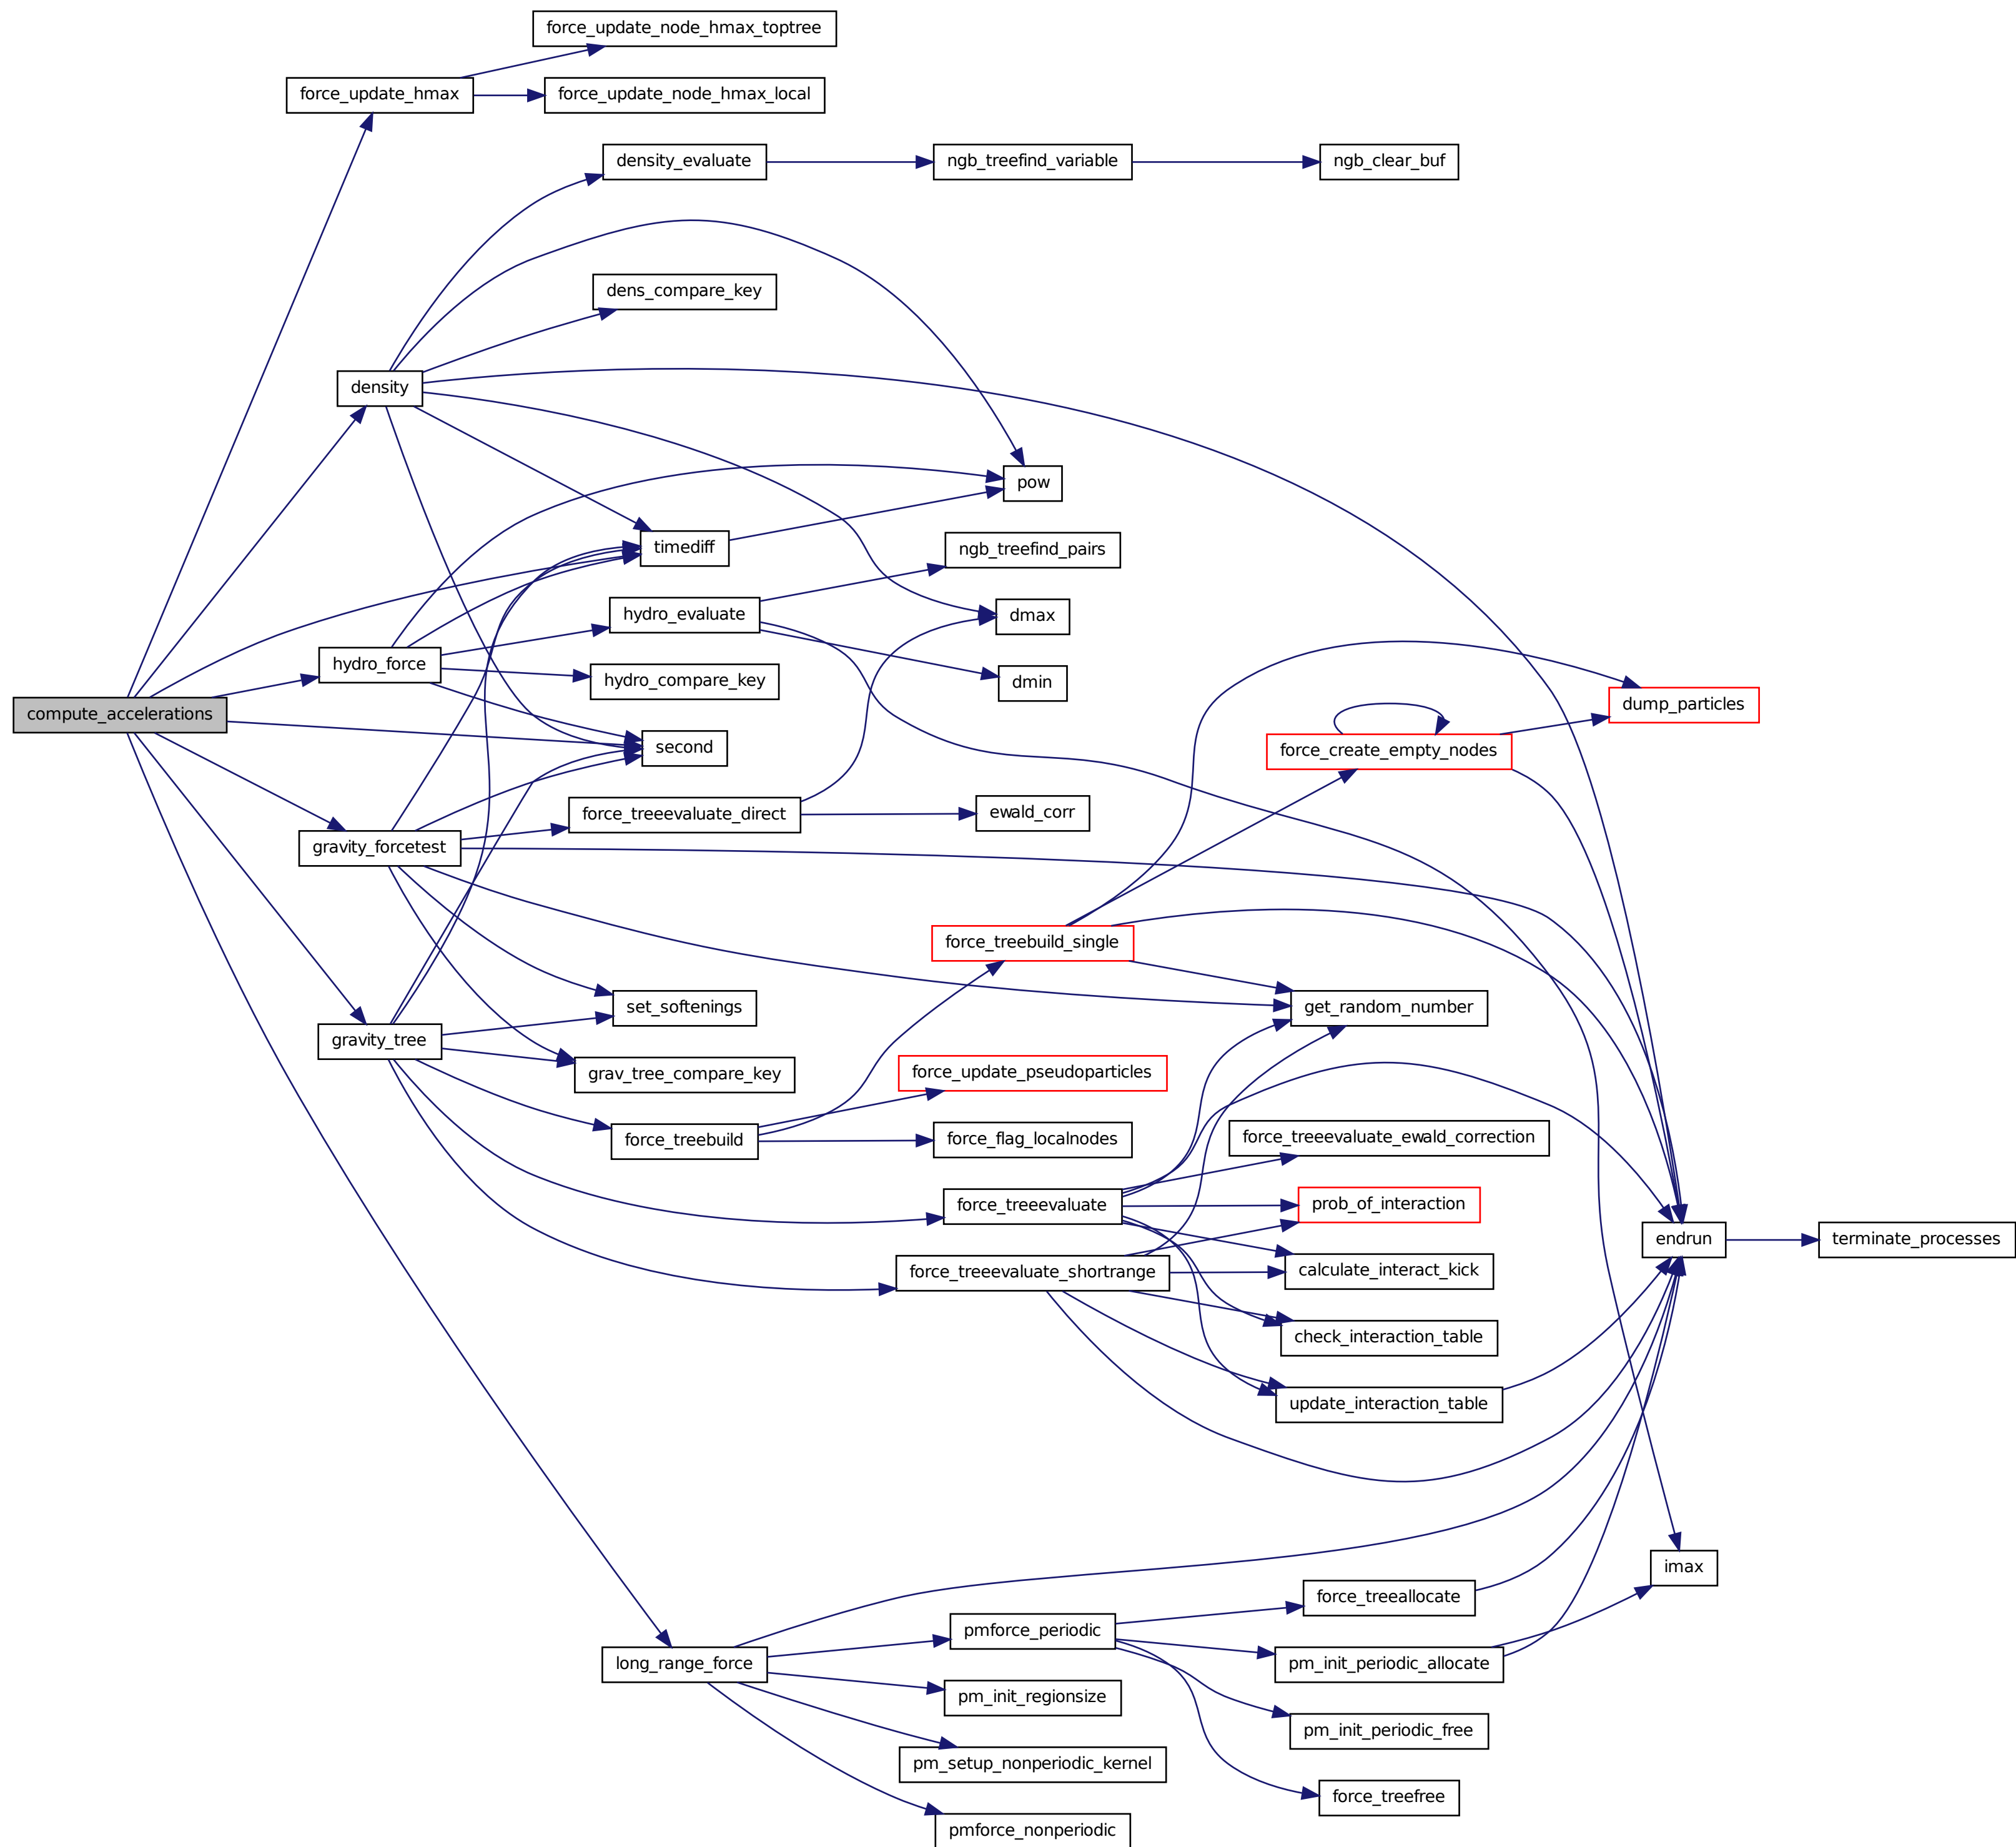 force_update_node_hmax_toptree
force_update_hmax
force_update_node_hmax_local
density_evaluate
ngb_treefind_variable
ngb_clear_buf
dens_compare_key
density
pow
timediff
ngb_treefind_pairs
hydro_evaluate
dmax
hydro_force
hydro_compare_key
dmin
dump_particles
compute_accelerations
second
force_create_empty_nodes
force_treeevaluate_direct
ewald_corr
gravity_forcetest
force_treebuild_single
set_softenings
get_random_number
gravity_tree
grav_tree_compare_key
force_update_pseudoparticles
force_treebuild
force_flag_localnodes
force_treeevaluate_ewald_correction
force_treeevaluate
prob_of_interaction
endrun
terminate_processes
force_treeevaluate_shortrange
calculate_interact_kick
check_interaction_table
update_interaction_table
imax
force_treeallocate
pmforce_periodic
long_range_force
pm_init_periodic_allocate
pm_init_regionsize
pm_init_periodic_free
pm_setup_nonperiodic_kernel
force_treefree
pmforce_nonperiodic